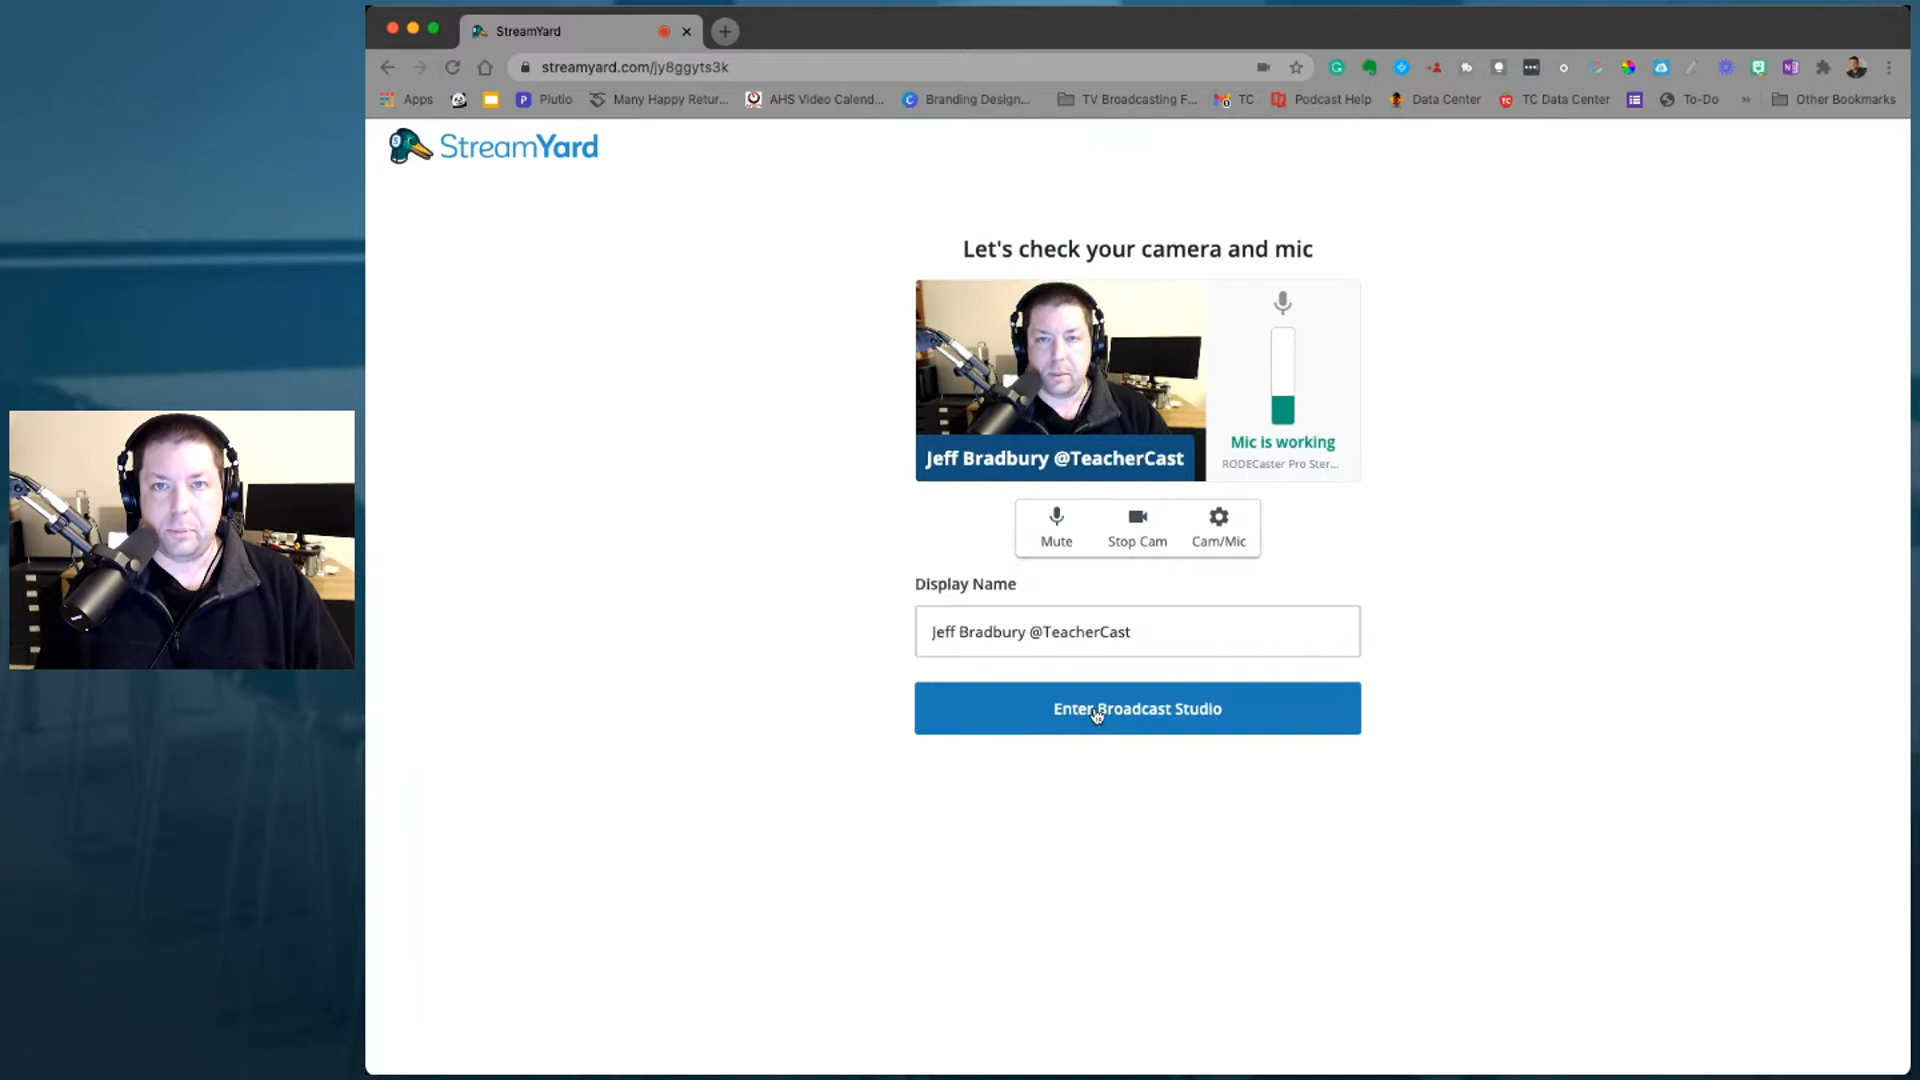 StreamYard
streamyard.com/jy8ggyts3k
Apps
Plutio
Many Happy Retur...
AHS Video Calend...
Branding Design...
TV Broadcasting F...
TC
Podcast Help
Data Center
TC Data Center
To-Do
»
Other Bookmarks
StreamYard
Let's check your camera and mic
Jeff Bradbury @TeacherCast
Mic is working
RODECaster Pro Ster...
Mute
Stop Cam
Cam/Mic
Display Name
Jeff Bradbury @TeacherCast
Enter Broadcast Studio